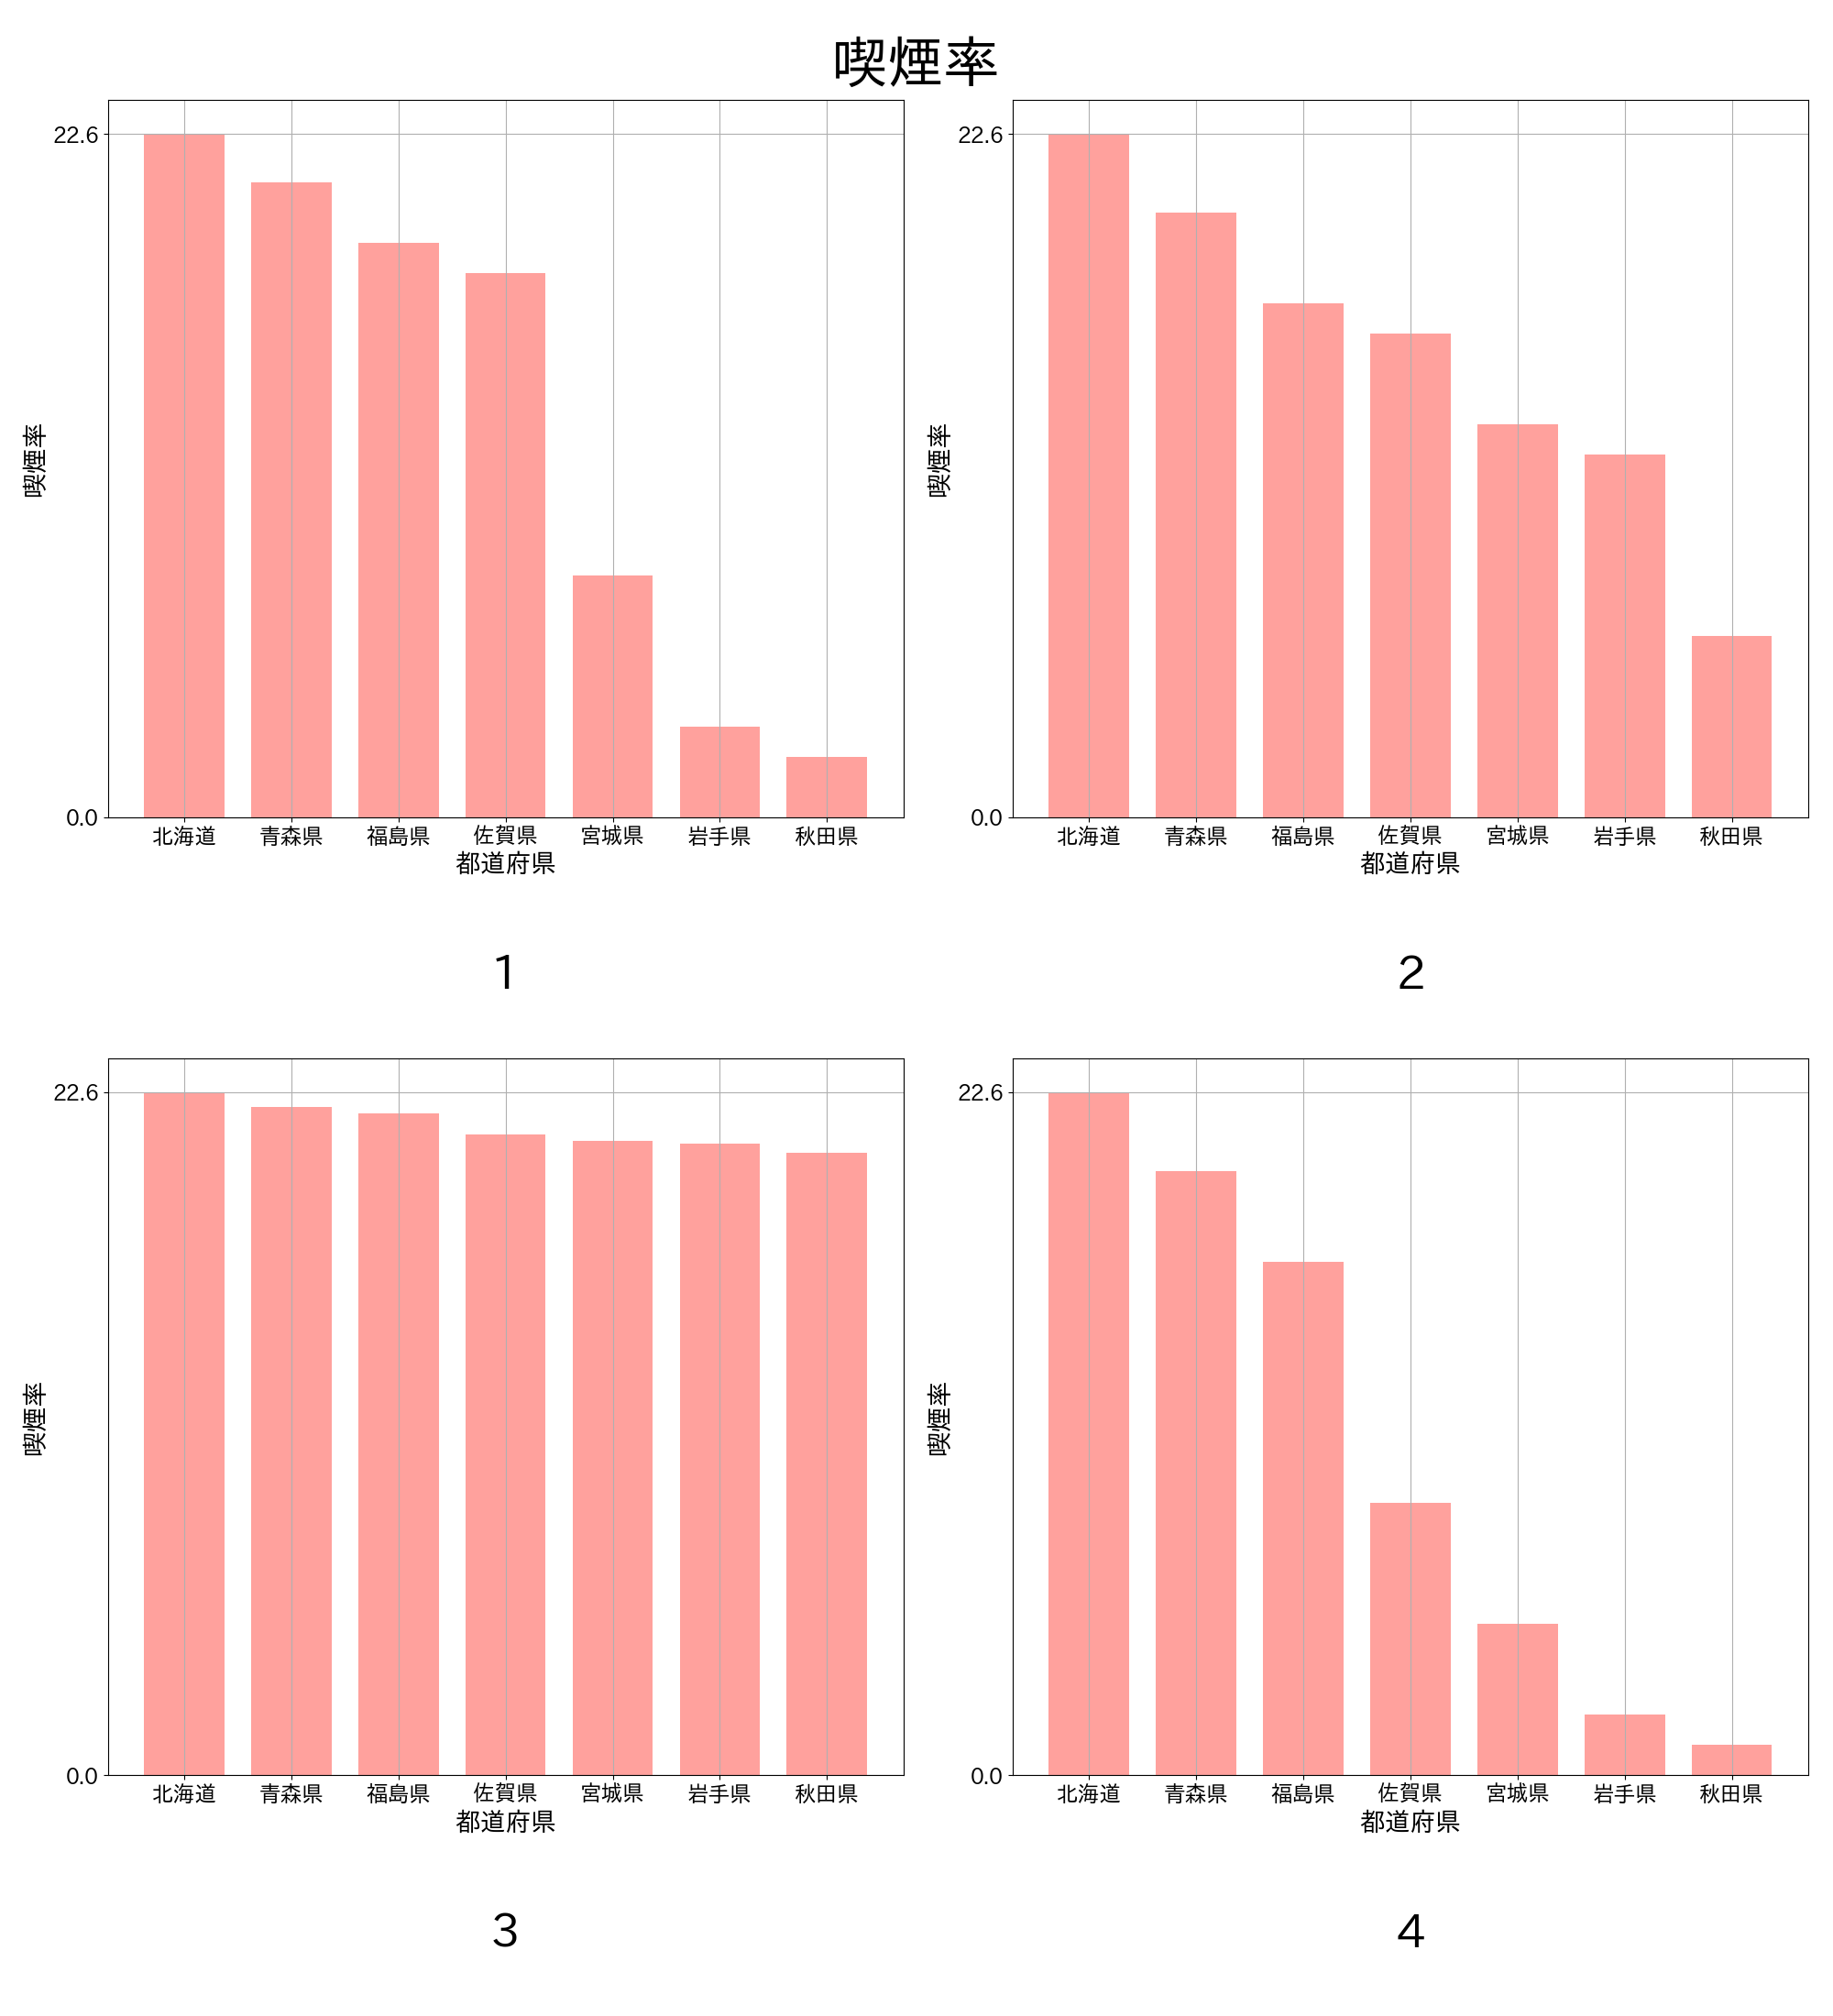 喫煙率
22.6
喫煙率
0.0
北海道 青森県 福島県 佐賀県 宮城県 岩手県 秋田県
都道府県
1
22.6
喫煙率
0.0
北海道 青森県 福島県 佐賀県 宮城県 岩手県 秋田県
都道府県
2
22.6
喫煙率
0.0
北海道 青森県 福島県 佐賀県 宮城県 岩手県 秋田県
都道府県
3
22.6
喫煙率
0.0
北海道 青森県 福島県 佐賀県 宮城県 岩手県 秋田県
都道府県
4